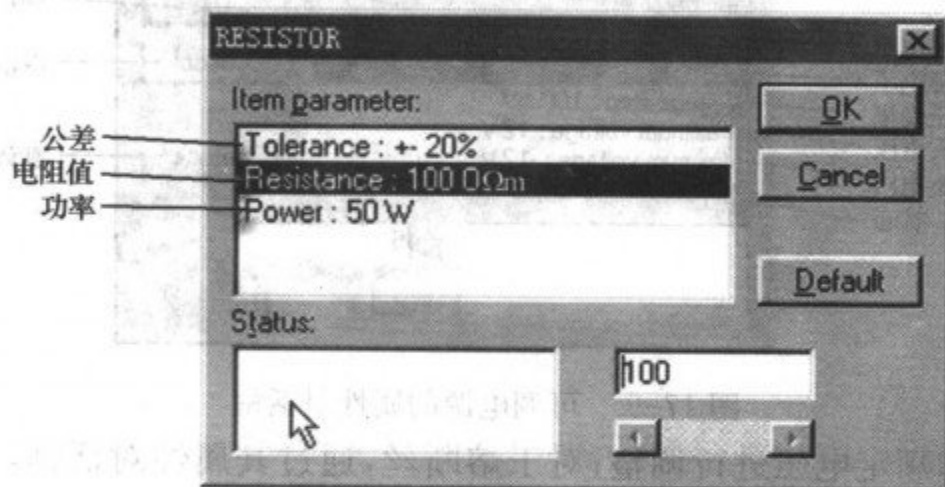 RESISTOR
Item parameter:
公差
Tolerance : +- 20%
电阻值
Resistance : 100 0Ωm
功率
Power : 50 W
OK
Cancel
Default
Status:
100